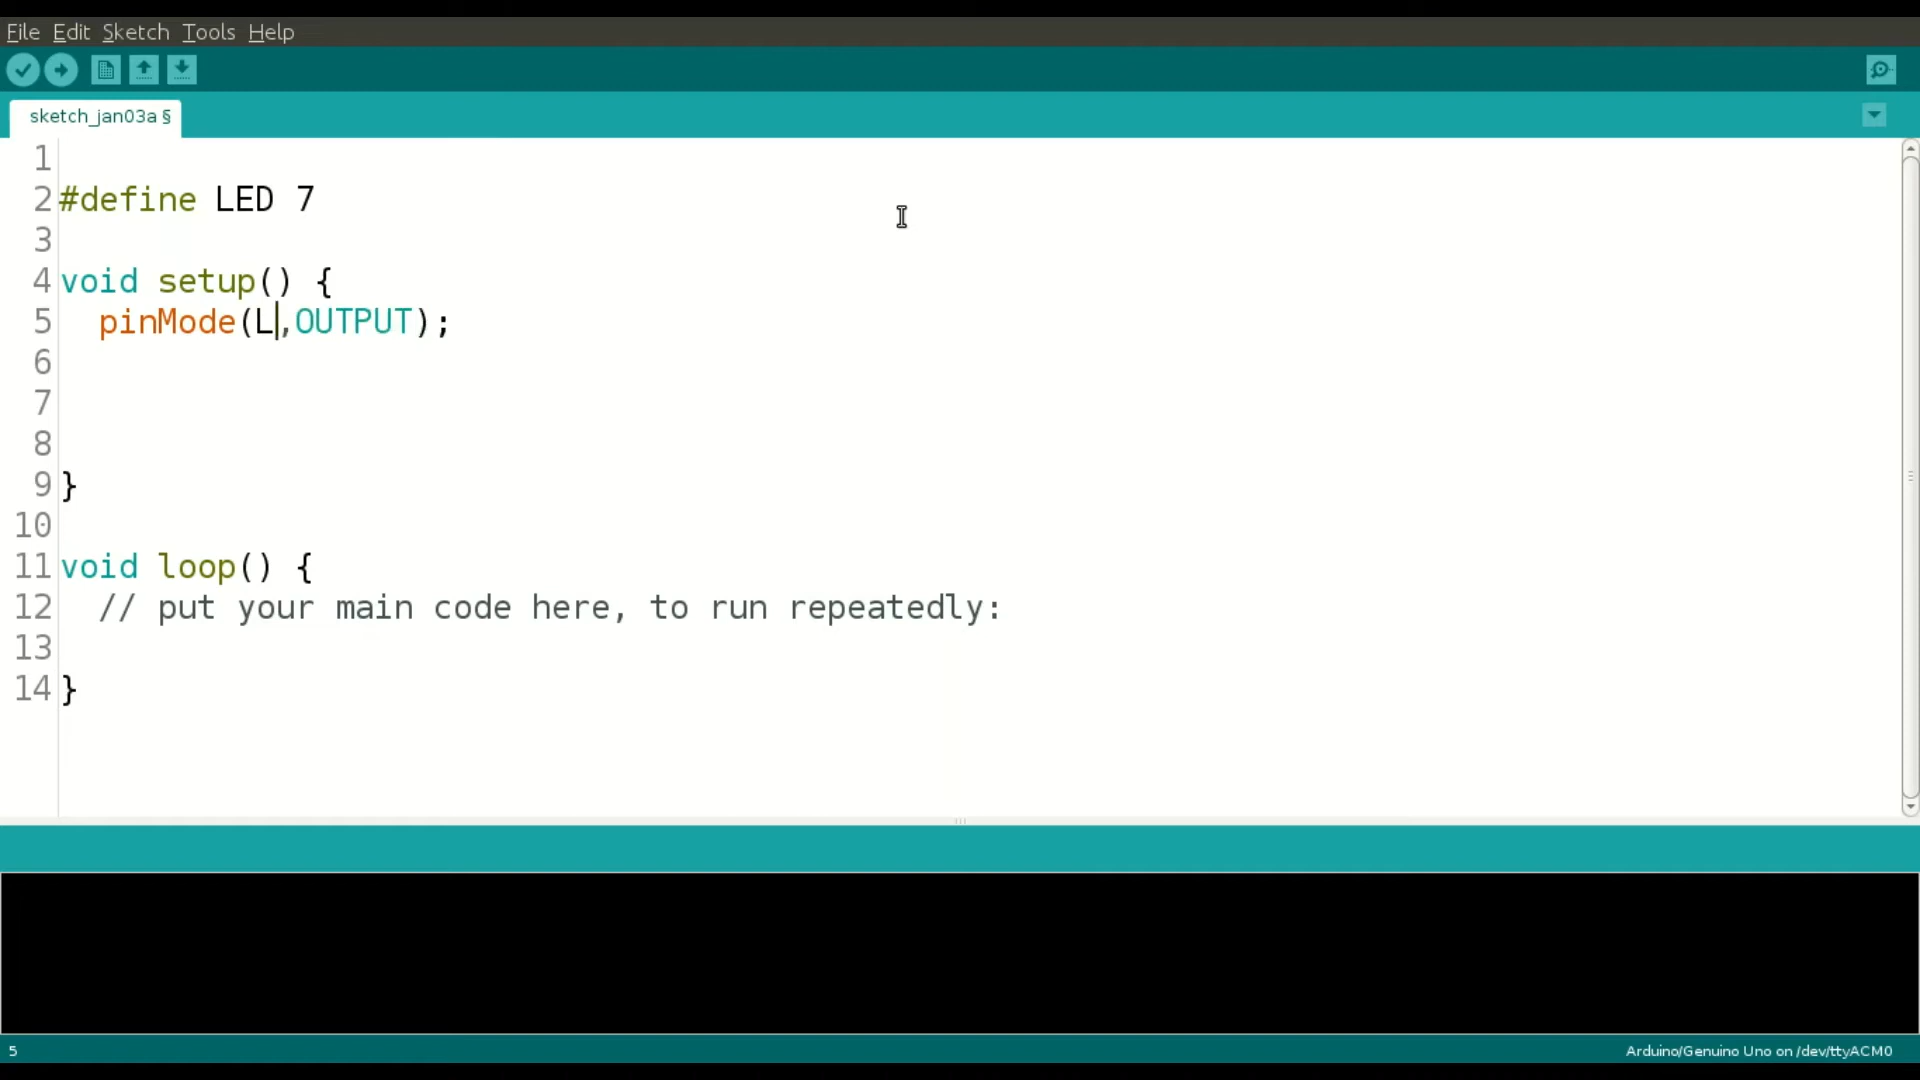 File Edit Sketch Tools Help
sketch_jan03a §
1
2 #define LED 7
3
4 void setup() {
5   pinMode(L,OUTPUT);
6
7
8
9 }
10
11 void loop() {
12   // put your main code here, to run repeatedly:
13
14 }
5 Arduino/Genuino Uno on /dev/ttyACM0